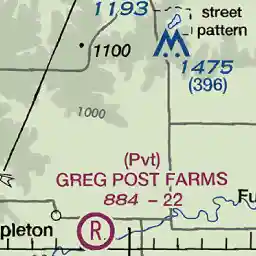 1193
street
pattern
1100
1475
(396)
1000
(Pvt)
GREG POST FARMS
884 - 22
Fu
pleton
R